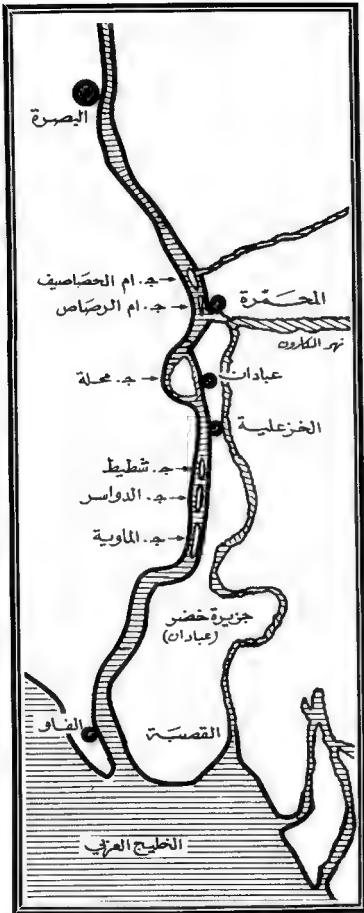 البصرة
ج. ام الخصاصيف
ج. ام الرصاص
المحمّرة
نهر الكارون
ج. محلة
عبادان
الخزعلية
ج. شطيط
ج. الدواسر
ج. الماوية
جزيرة خضر
(عبادان)
الفاو
القصبة
الخليج العربي